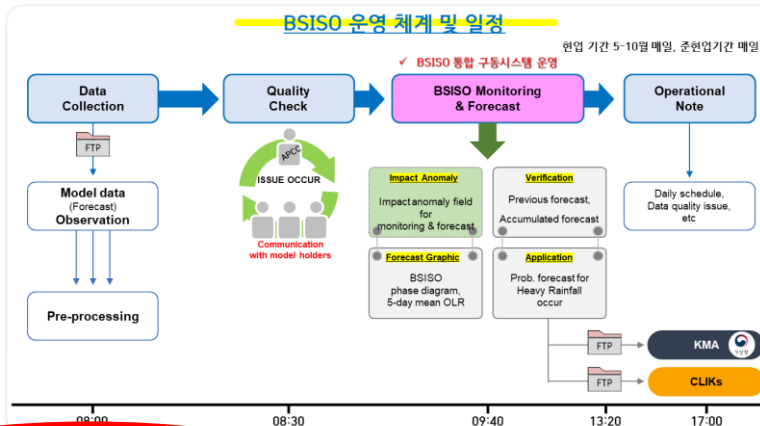 BSISO 운영 체계 및 일정
현업 기간 5-10월 매일, 준현업기간 매일
✓ BSISO 통합 구동시스템 운영
Data
Collection
Quality
Check
BSISO Monitoring
& Forecast
Operational
Note
FTP
APCC
ISSUE OCCUR
Communication
with model holders
Model data
(Forecast)
Observation
Pre-processing
Impact Anomaly
Impact anomaly field
for
monitoring & forecast
Verification
Previous forecast,
Accumulated forecast
Forecast Graphic
BSISO
phase diagram,
5-day mean OLR
Application
Prob. forecast for
Heavy Rainfall
occur
Daily schedule,
Data quality issue,
etc
FTP
KMA
기상청
FTP
CLIKs
08:00
08:30
09:40
13:20
17:00